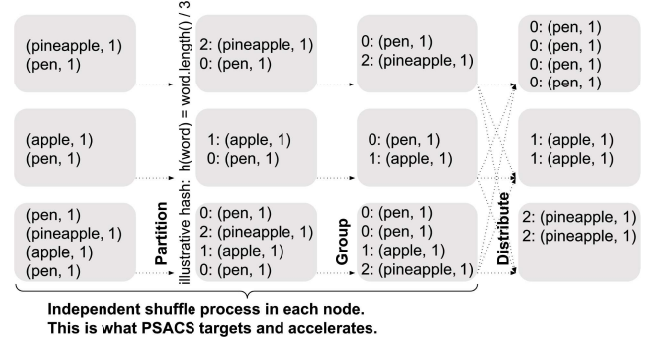 (pineapple, 1)
(pen, 1)
2: (pineapple, 1)
0: (pen, 1)
0: (pen, 1)
2: (pineapple, 1)
0: (pen, 1)
0: (pen, 1)
0: (pen, 1)
0: (pen, 1)
(apple, 1)
(pen, 1)
1: (apple, 1)
0: (pen, 1)
0: (pen, 1)
1: (apple, 1)
1: (apple, 1)
1: (apple, 1)
(pen, 1)
(pineapple, 1)
(apple, 1)
(pen, 1)
Partition
illustrative hash: h(word) = word.length() / 3
0: (pen, 1)
2: (pineapple, 1)
1: (apple, 1)
0: (pen, 1)
Group
0: (pen, 1)
0: (pen, 1)
1: (apple, 1)
2: (pineapple, 1)
Distribute
2: (pineapple, 1)
2: (pineapple, 1)
Independent shuffle process in each node.
This is what PSACS targets and accelerates.